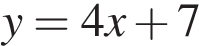 y = 4x + 7